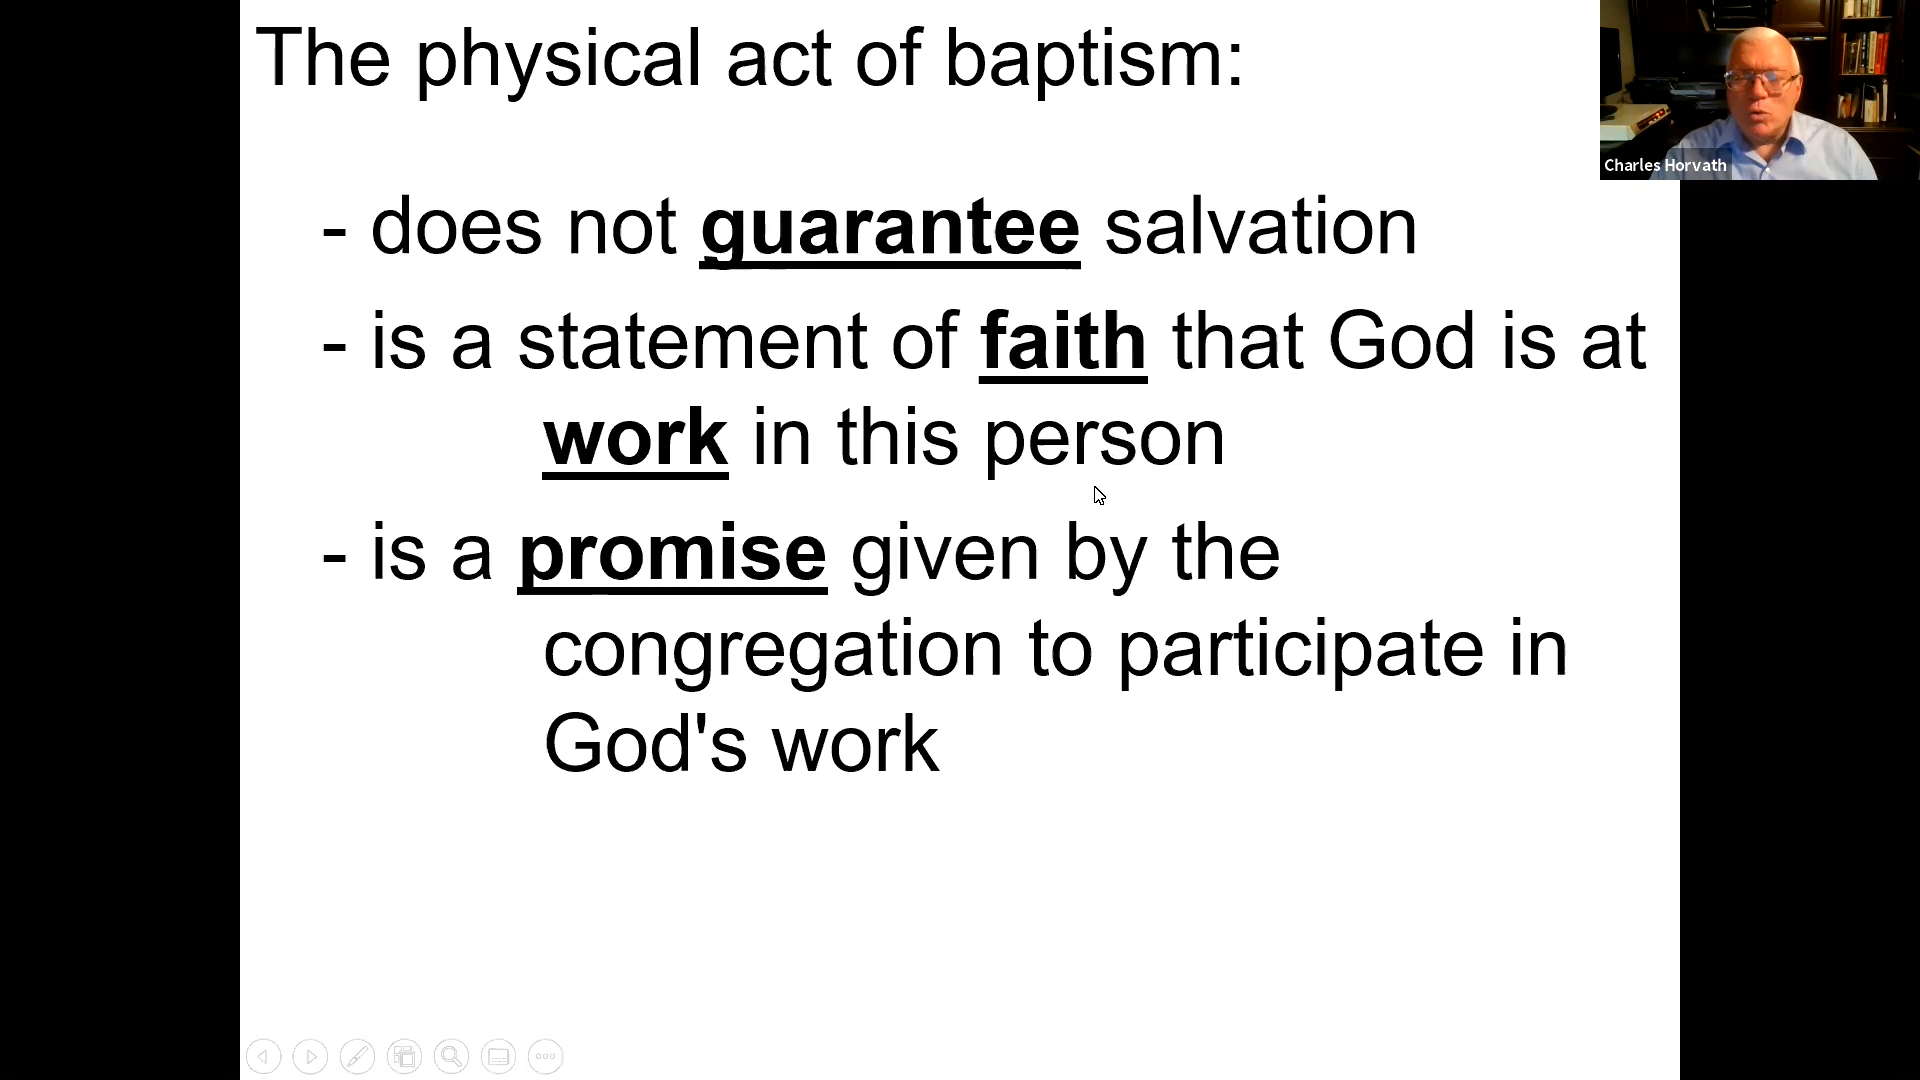 The physical act of baptism:
- does not guarantee salvation
- is a statement of faith that God is at
work in this person
- is a promise given by the
congregation to participate in
God's work
Charles Horvath